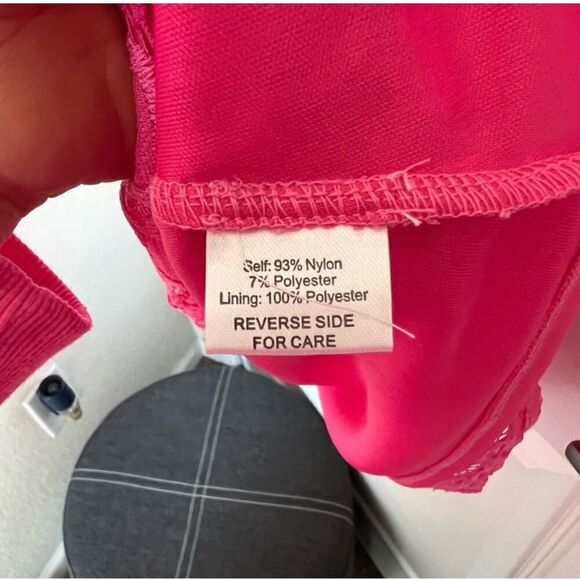 Self: 93% Nylon
7% Polyester
Lining: 100% Polyester
REVERSE SIDE
FOR CARE